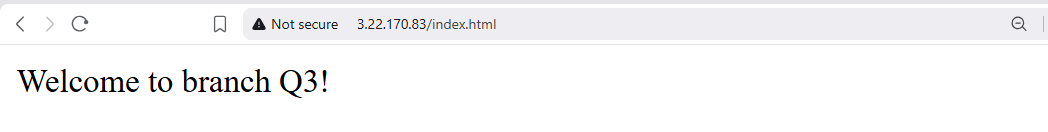 Not secure 3.22.170.83/index.html
Welcome to branch Q3!